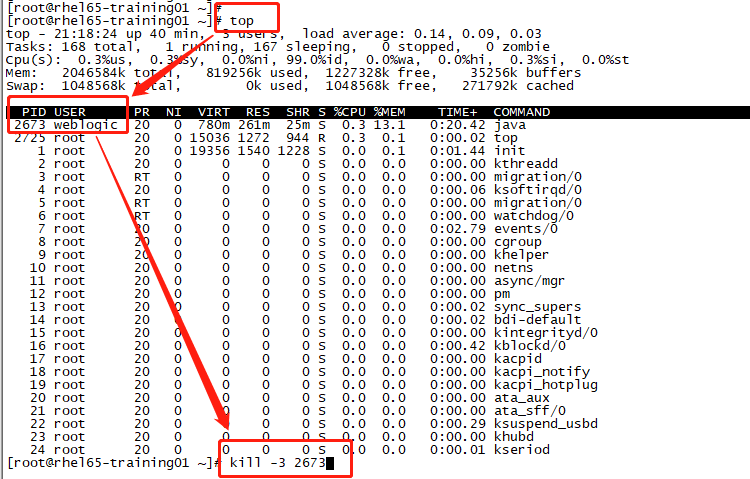 [root@rhel65-training01 ~]#
[root@rhel65-training01 ~]# top
top - 21:18:24 up 40 min, 3 users, load average: 0.14, 0.09, 0.03
Tasks: 168 total, 1 running, 167 sleeping, 0 stopped, 0 zombie
Cpu(s): 0.3%us, 0.3%sy, 0.0%ni, 99.0%id, 0.0%wa, 0.0%hi, 0.3%si, 0.0%st
Mem: 2046584k total, 819256k used, 1227328k free, 35256k buffers
Swap: 1048568k total, 0k used, 1048568k free, 271792k cached
PID USER PR NI VIRT RES SHR S %CPU %MEM TIME+ COMMAND
2673 weblogic 20 0 780m 261m 25m S 0.3 13.1 0:20.42 java
2725 root 20 0 15036 1272 944 R 0.3 0.1 0:00.02 top
1 root 20 0 19356 1540 1228 S 0.0 0.1 0:01.44 init
2 root 20 0 0 0 0 S 0.0 0.0 0:00.00 kthreadd
3 root RT 0 0 0 0 S 0.0 0.0 0:00.00 migration/0
4 root 20 0 0 0 0 S 0.0 0.0 0:00.06 ksoftirqd/0
5 root RT 0 0 0 0 S 0.0 0.0 0:00.00 migration/0
6 root RT 0 0 0 0 S 0.0 0.0 0:00.00 watchdog/0
7 root 20 0 0 0 0 S 0.0 0.0 0:02.79 events/0
8 root 20 0 0 0 0 S 0.0 0.0 0:00.00 cgroup
9 root 20 0 0 0 0 S 0.0 0.0 0:00.00 khelper
10 root 20 0 0 0 0 S 0.0 0.0 0:00.00 netns
11 root 20 0 0 0 0 S 0.0 0.0 0:00.00 async/mgr
12 root 20 0 0 0 0 S 0.0 0.0 0:00.00 pm
13 root 20 0 0 0 0 S 0.0 0.0 0:00.02 sync_supers
14 root 20 0 0 0 0 S 0.0 0.0 0:00.02 bdi-default
15 root 20 0 0 0 0 S 0.0 0.0 0:00.00 kintegrityd/0
16 root 20 0 0 0 0 S 0.0 0.0 0:00.42 kblockd/0
17 root 20 0 0 0 0 S 0.0 0.0 0:00.00 kacpid
18 root 20 0 0 0 0 S 0.0 0.0 0:00.00 kacpi_notify
19 root 20 0 0 0 0 S 0.0 0.0 0:00.00 kacpi_hotplug
20 root 20 0 0 0 0 S 0.0 0.0 0:00.00 ata_aux
21 root 20 0 0 0 0 S 0.0 0.0 0:00.00 ata_sff/0
22 root 20 0 0 0 0 S 0.0 0.0 0:00.29 ksuspend_usbd
23 root 20 0 0 0 0 S 0.0 0.0 0:00.00 khubd
24 root 20 0 0 0 0 S 0.0 0.0 0:00.01 kseriod
[root@rhel65-training01 ~]# kill -3 2673